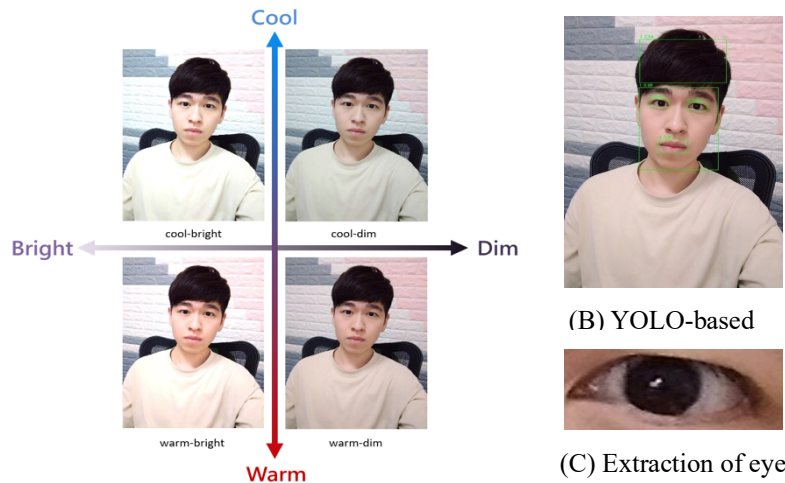 Cool
cool-bright
cool-dim
Bright
Dim
warm-bright
warm-dim
Warm
(B) YOLO-based
(C) Extraction of eye